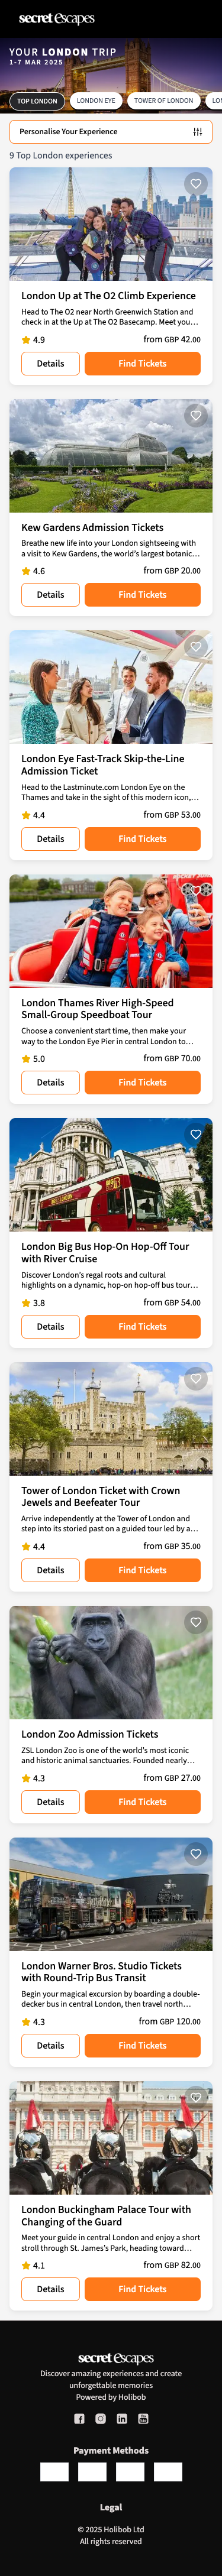 secret Escapes
YOUR LONDON TRIP
1-7 MAR 2025
TOP LONDON
LONDON EYE
TOWER OF LONDON
Personalise Your Experience
9 Top London experiences
London Up at The O2 Climb Experience
Head to The O2 near North Greenwich Station and
check in at the Up at The O2 Basecamp. Meet you…
4.9
from GBP 42.00
Details
Find Tickets
Kew Gardens Admission Tickets
Breathe new life into your London sightseeing with
a visit to Kew Gardens, the world's largest botanic…
4.6
from GBP 20.00
Details
Find Tickets
London Eye Fast-Track Skip-the-Line
Admission Ticket
Head to the Lastminute.com London Eye on the
Thames and take in the sight of this modern icon,…
4.4
from GBP 53.00
Details
Find Tickets
London Thames River High-Speed
Small-Group Speedboat Tour
Choose a convenient start time, then make your
way to the London Eye Pier in central London to…
5.0
from GBP 70.00
Details
Find Tickets
London Big Bus Hop-On Hop-Off Tour
with River Cruise
Discover London's regal roots and cultural
highlights on a dynamic, hop-on hop-off bus tour…
3.8
from GBP 54.00
Details
Find Tickets
Tower of London Ticket with Crown
Jewels and Beefeater Tour
Arrive independently at the Tower of London and
step into its storied past on a guided tour led by a…
4.4
from GBP 35.00
Details
Find Tickets
London Zoo Admission Tickets
ZSL London Zoo is one of the world's most iconic
and historic animal sanctuaries. Founded nearly…
4.3
from GBP 27.00
Details
Find Tickets
London Warner Bros. Studio Tickets
with Round-Trip Bus Transit
Begin your magical excursion by boarding a double-
decker bus in central London, then travel north…
4.3
from GBP 120.00
Details
Find Tickets
London Buckingham Palace Tour with
Changing of the Guard
Meet your guide in central London and enjoy a short
stroll through St. James's Park, heading toward…
4.1
from GBP 82.00
Details
Find Tickets
secret Escapes
Discover amazing experiences and create
unforgettable memories
Powered by Holibob
Payment Methods
Legal
© 2025 Holibob Ltd
All rights reserved